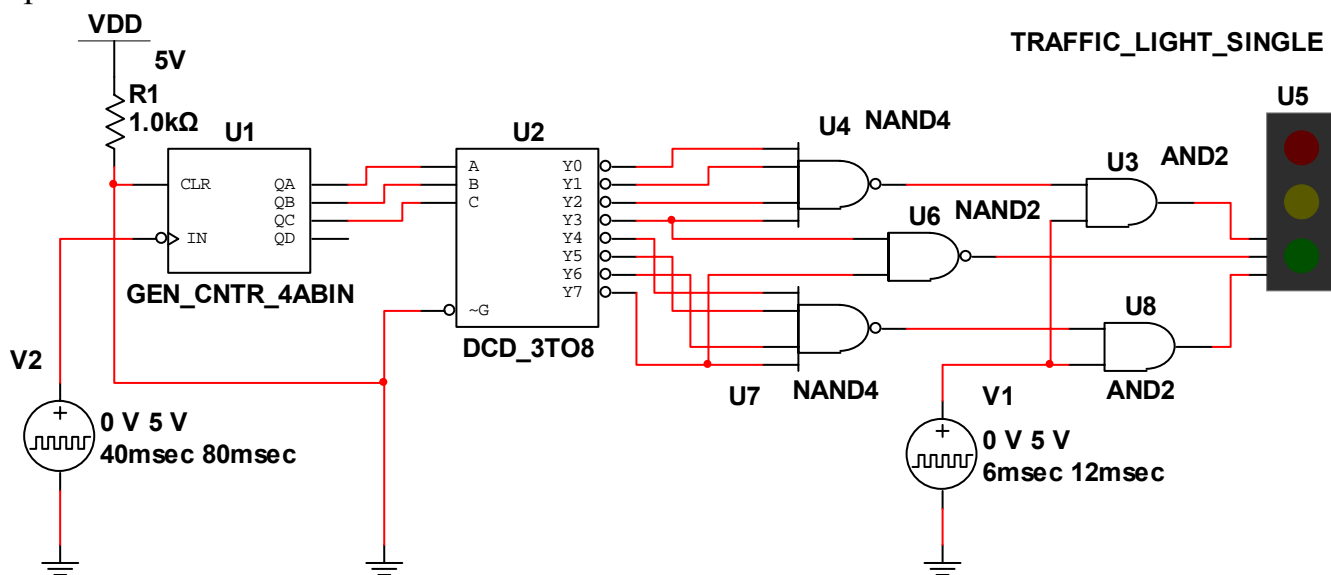 VDD
5V
R1
1.0kΩ
U1
CLR
IN
QA
QB
QC
QD
GEN_CNTR_4ABIN
V2
0 V 5 V
40msec 80msec
U2
A
B
C
~G
Y0
Y1
Y2
Y3
Y4
Y5
Y6
Y7
DCD_3TO8
U4 NAND4
U6 NAND2
U7 NAND4
U3 AND2
U8
AND2
V1
0 V 5 V
6msec 12msec
TRAFFIC_LIGHT_SINGLE
U5